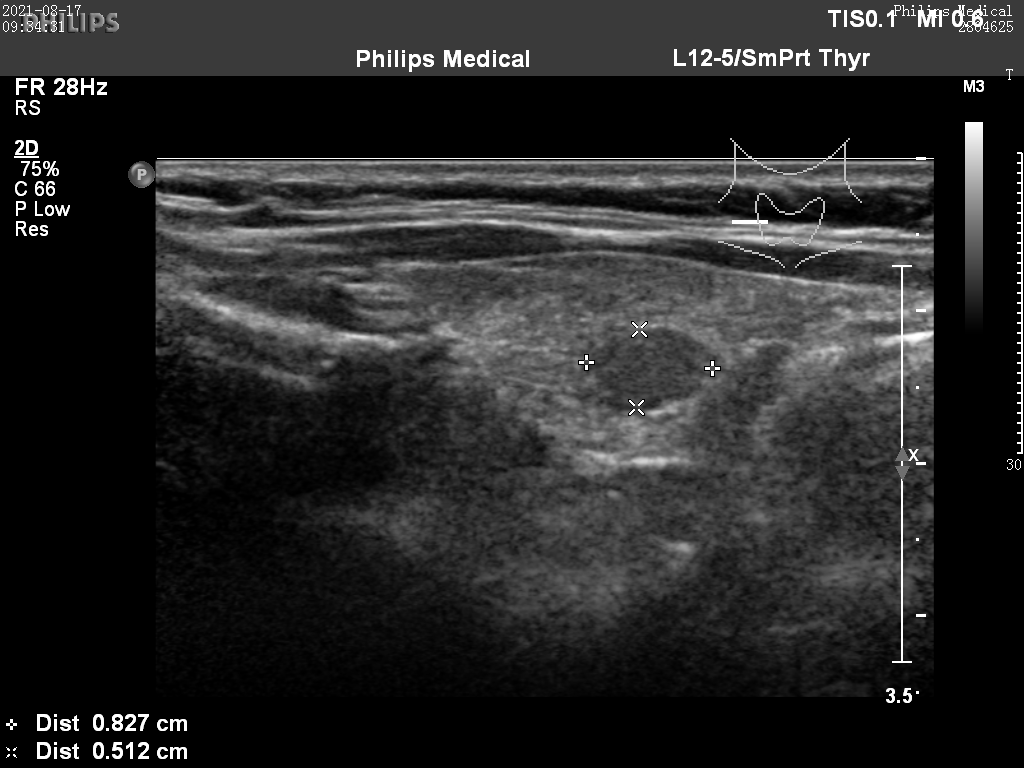 2021-08-17
PHILIPS
09:34:31
TIS0.1 MI 0.6
Philips Medical
2804625
Philips Medical
L12-5/SmPrt Thyr
T
FR 28Hz
RS
M3
2D
75%
C 66
P Low
Res
P
X
30
3.5
Dist 0.827 cm
Dist 0.512 cm